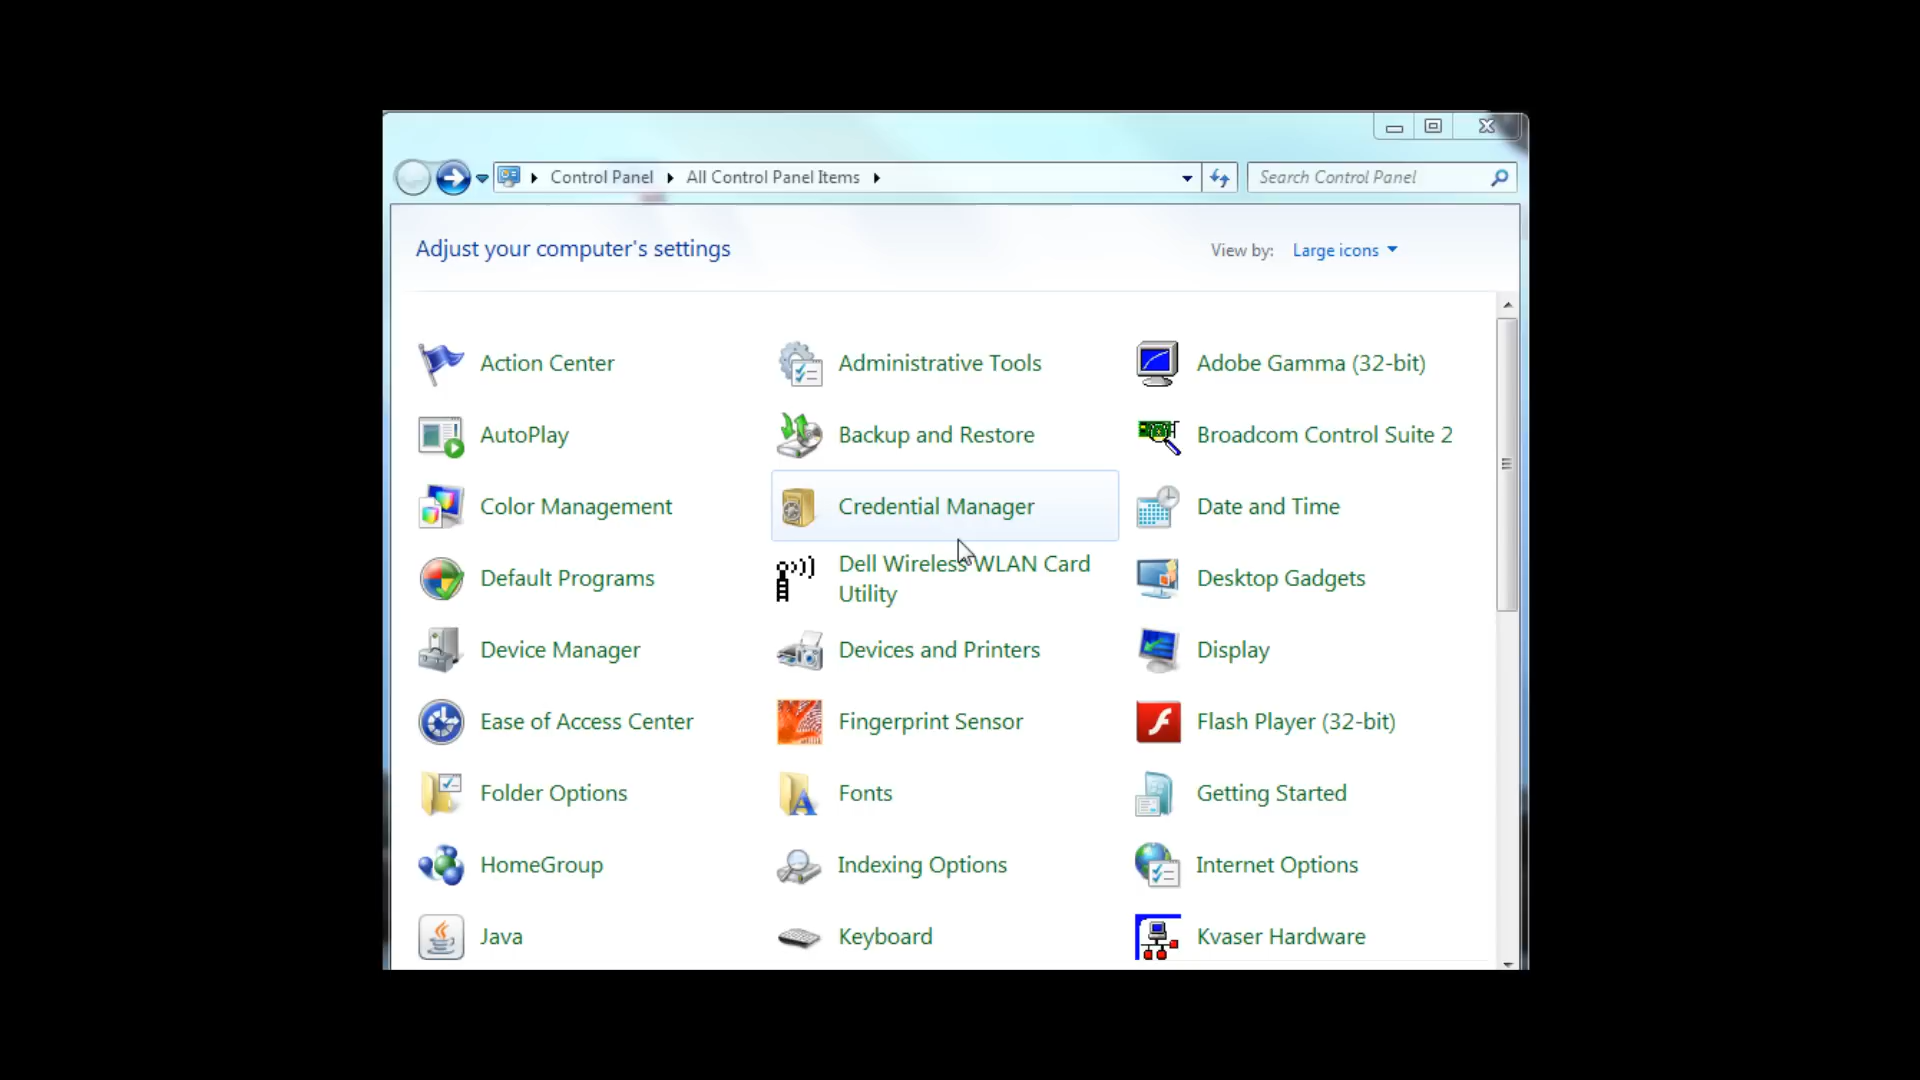 Control Panel All Control Panel Items Search Control Panel
Adjust your computer's settings View by: Large icons
Action Center Administrative Tools Adobe Gamma (32-bit)
AutoPlay Backup and Restore Broadcom Control Suite 2
Color Management Credential Manager Date and Time
Default Programs Dell Wireless WLAN Card Utility Desktop Gadgets
Device Manager Devices and Printers Display
Ease of Access Center Fingerprint Sensor Flash Player (32-bit)
Folder Options Fonts Getting Started
HomeGroup Indexing Options Internet Options
Java Keyboard Kvaser Hardware